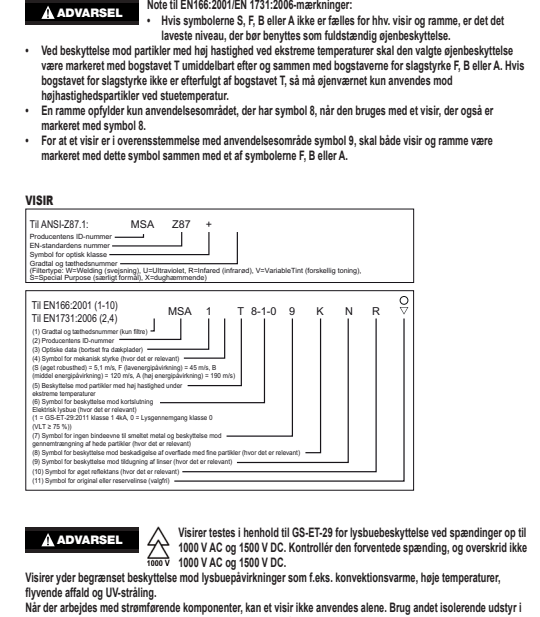 ADVARSEL
Note til EN166:2001/EN 1731:2006-mærkninger:
• Hvis symbolerne S, F, B eller A ikke er fælles for hhv. visir og ramme, er det det
laveste niveau, der bør benyttes som fuldstændig øjenbeskyttelse.
• Ved beskyttelse mod partikler med høj hastighed ved ekstreme temperaturer skal den valgte øjenbeskyttelse
være markeret med bogstavet T umiddelbart efter og sammen med bogstaverne for slagstyrke F, B eller A. Hvis
bogstavet for slagstyrke ikke er efterfulgt af bogstavet T, så må øjenværnet kun anvendes mod
højhastighedspartikler ved stuetemperatur.
• En ramme opfylder kun anvendelsesområdet, der har symbol 8, når den bruges med et visir, der også er
markeret med symbol 8.
• For at et visir er i overensstemmelse med anvendelsesområde symbol 9, skal både visir og ramme være
markeret med dette symbol sammen med et af symbolerne F, B eller A.
VISIR
Til ANSI-Z87.1: MSA Z87 +
Producentens ID-nummer
EN-standardens nummer
Symbol for optisk klasse
Gradtal og tæthedsnummer
(Filtertype: W=Welding (svejsning), U=Ultraviolet, R=Infared (infrarød), V=VariableTint (forskellig toning),
S=Special Purpose (særligt formål), X=dughæmmende)
Til EN166:2001 (1-10)
Til EN1731:2006 (2,4)
MSA 1 T 8-1-0 9 K N R
(1) Gradtal og tæthedsnummer (kun filtre)
(2) Producentens ID-nummer
(3) Optiske data (bortset fra dækplader)
(4) Symbol for mekanisk styrke (hvor det er relevant)
(S (øget robusthed) = 5,1 m/s, F (lavenergipåvirkning) = 45 m/s, B
(middel energipåvirkning) = 120 m/s, A (høj energipåvirkning) = 190 m/s)
(5) Beskyttelse mod partikler med høj hastighed under
ekstreme temperaturer
(6) Symbol for beskyttelse mod kortslutning
Elektrisk lysbue (hvor det er relevant)
(1 = GS-ET-29:2011 klasse 1 4kA, 0 = Lysgennemgang klasse 0
(VLT ≥ 75 %))
(7) Symbol for ingen bindeevne til smeltet metal og beskyttelse mod
gennemtrængning af hede partikler (hvor det er relevant)
(8) Symbol for beskyttelse mod beskadigelse af overflade med fine partikler (hvor det er relevant)
(9) Symbol for beskyttelse mod tildugning af linser (hvor det er relevant)
(10) Symbol for øget reflektans (hvor det er relevant)
(11) Symbol for original eller reservelinse (valgfri)
ADVARSEL
1000 V
Visirer testes i henhold til GS-ET-29 for lysbuebeskyttelse ved spændinger op til
1000 V AC og 1500 V DC. Kontrollér den forventede spænding, og overskrid ikke
1000 V AC og 1500 V DC.
Visirer yder begrænset beskyttelse mod lysbuepåvirkninger som f.eks. konvektionsvarme, høje temperaturer,
flyvende affald og UV-stråling.
Når der arbejdes med strømførende komponenter, kan et visir ikke anvendes alene. Brug andet isolerende udstyr i